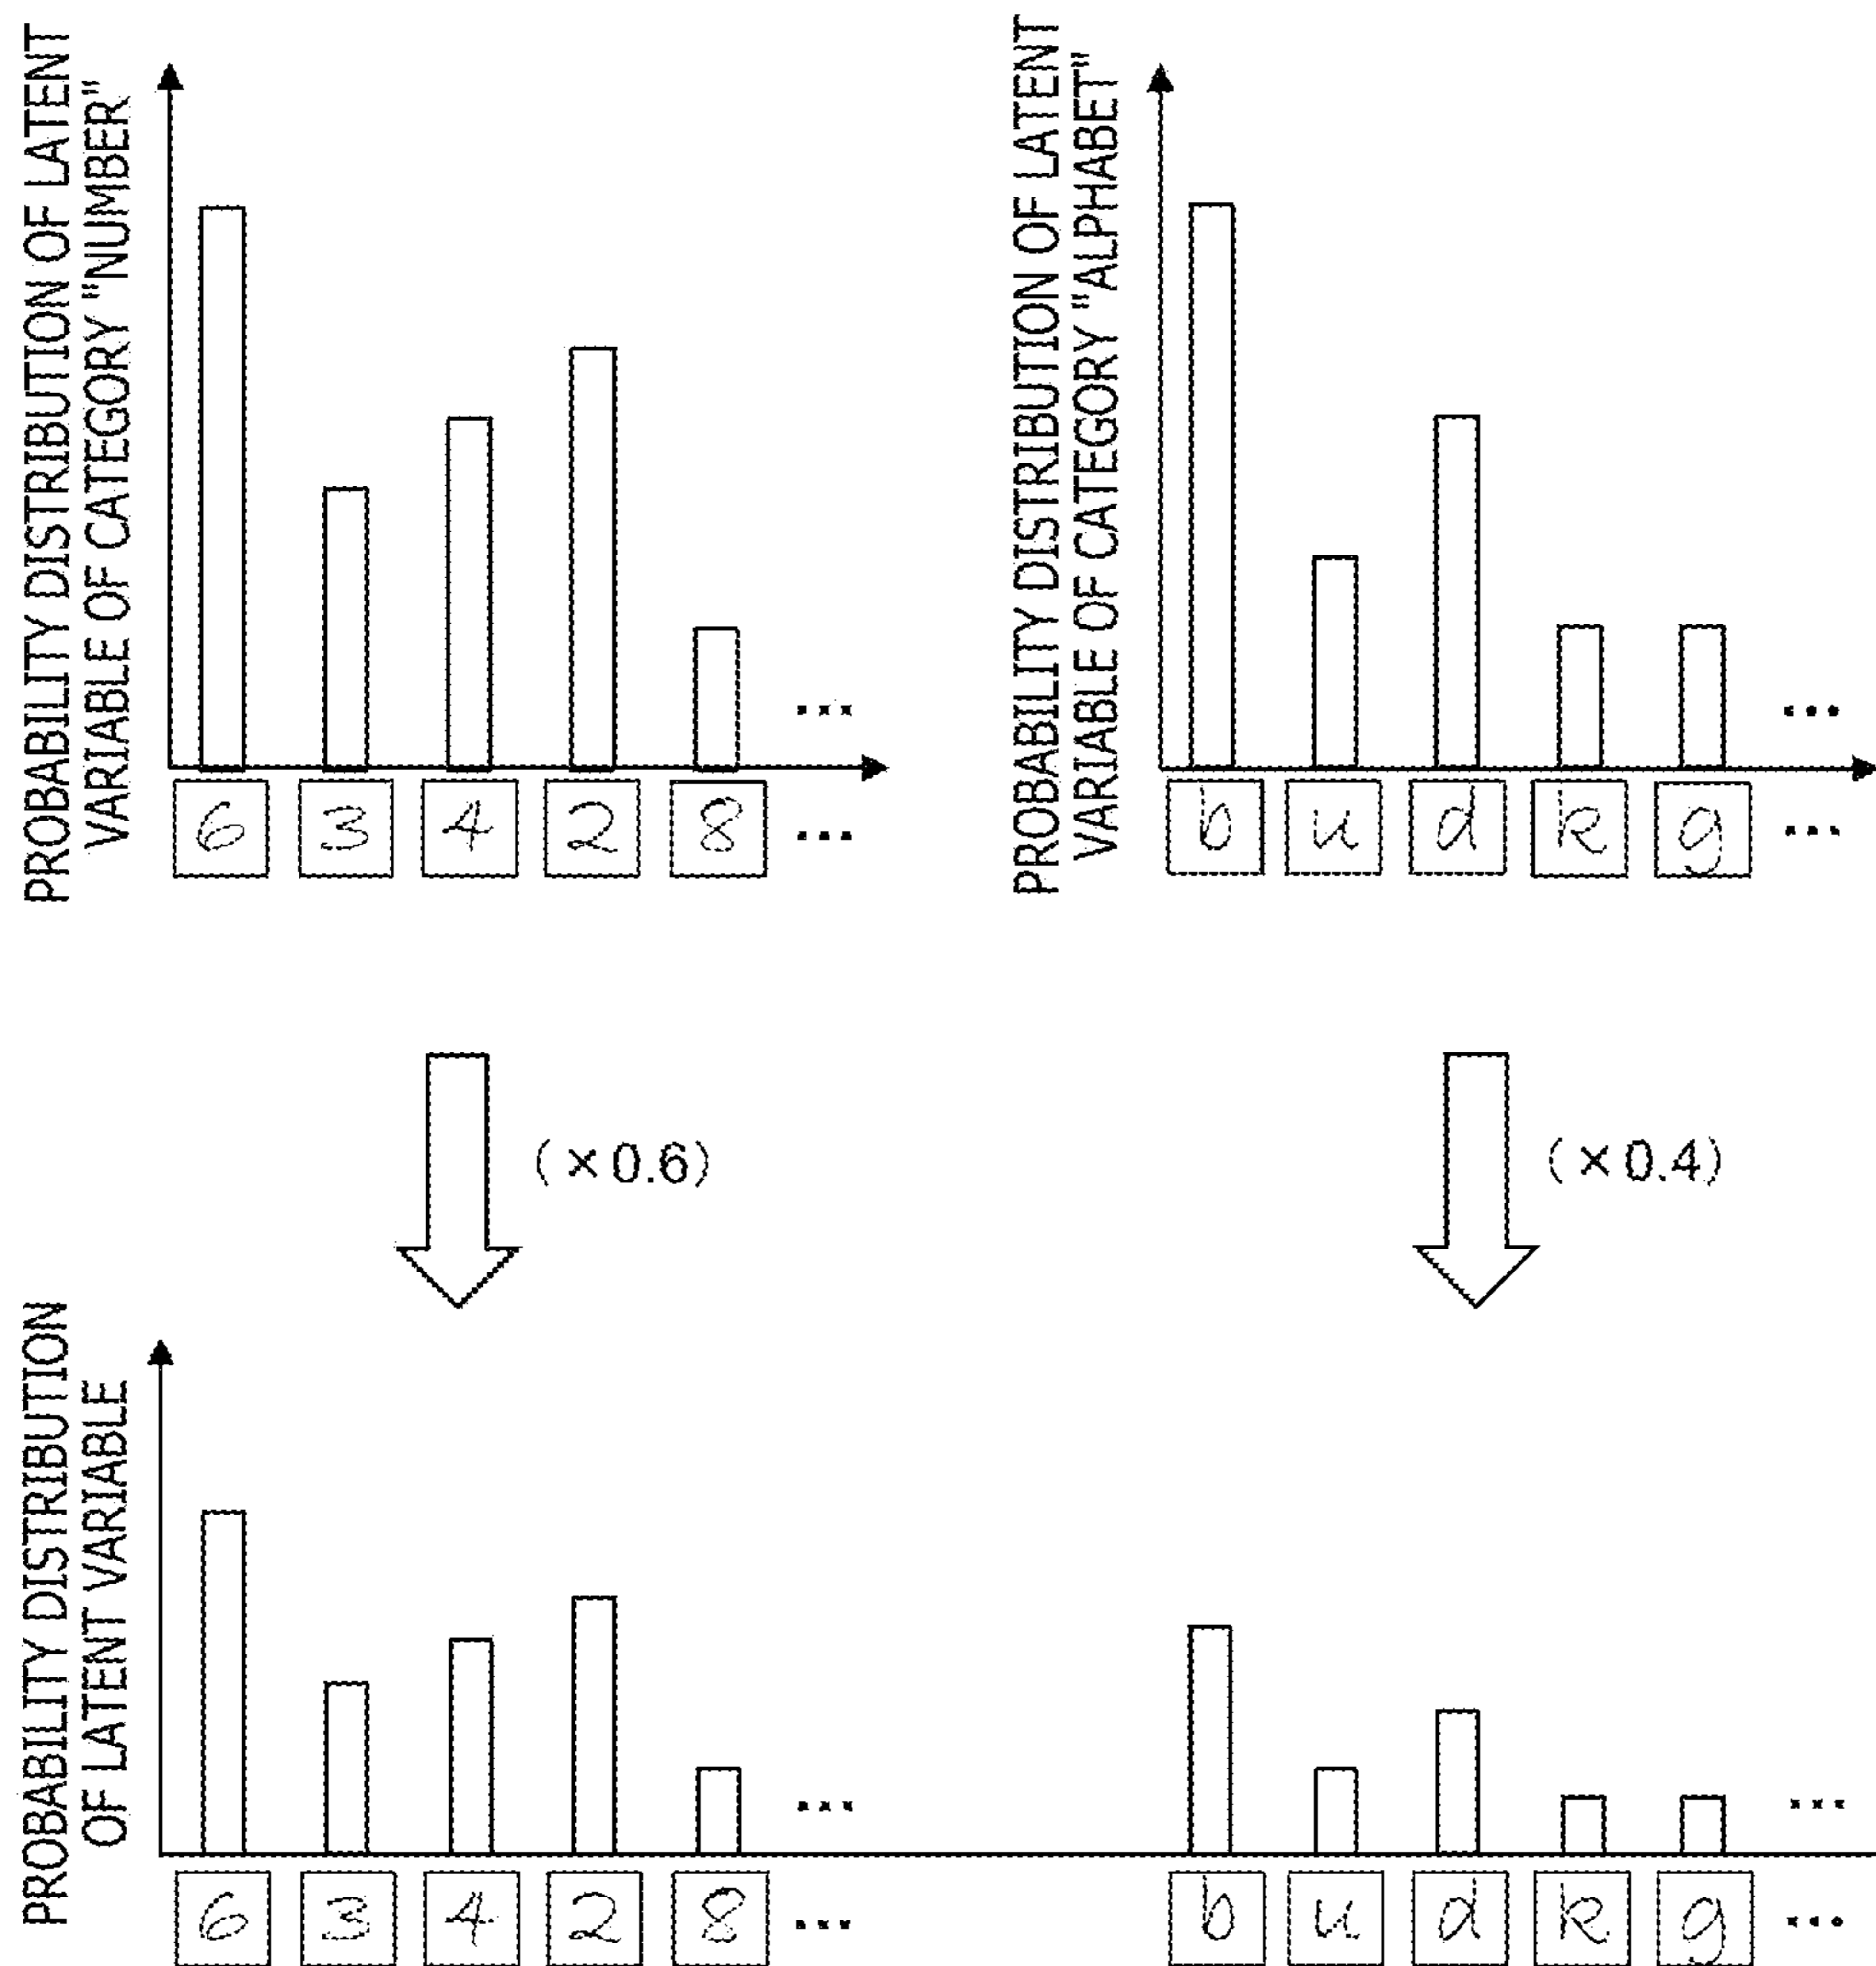 PROBABILITY DISTRIBUTION OF LATENT
VARIABLE OF CATEGORY "NUMBER"
...
6 3 4 2 8 ...
PROBABILITY DISTRIBUTION OF LATENT
VARIABLE OF CATEGORY "ALPHABET"
...
b u d k g ...
(×0.6)
(×0.4)
PROBABILITY DISTRIBUTION
OF LATENT VARIABLE
... ...
6 3 4 2 8 ... b u d k g ...